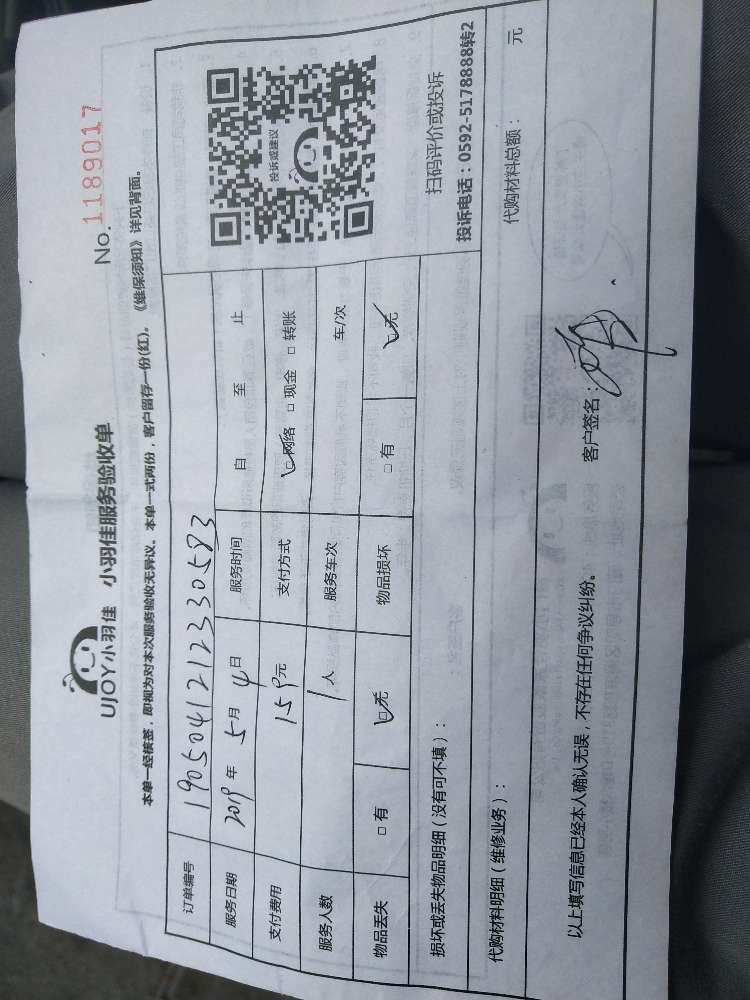 UJOY小羽佳 小羽佳服务验收单
No. 1189017
本单一经核签，即视为对本次服务验收无异议。本单一式两份，客户留存一份(红)。《维保须知》详见背面。
订单编号 190504121233 0583
服务日期 2019 年 5 月 4 日 服务时间 自 至 止
支付费用 159 元 支付方式 ☑网络 □现金 □转账
服务人数 1 人 服务车次 车/次
物品丢失 □有 ☑无 物品损坏 □有 ☑无
投诉或建议
扫码评价或投诉
投诉电话：0592-5178888转2
损坏或丢失物品明细（没有可不填）：
代购材料明细（维修业务）： 代购材料总额： 元
以上填写信息已经本人确认无误，不存在任何争议纠纷。
客户签名：